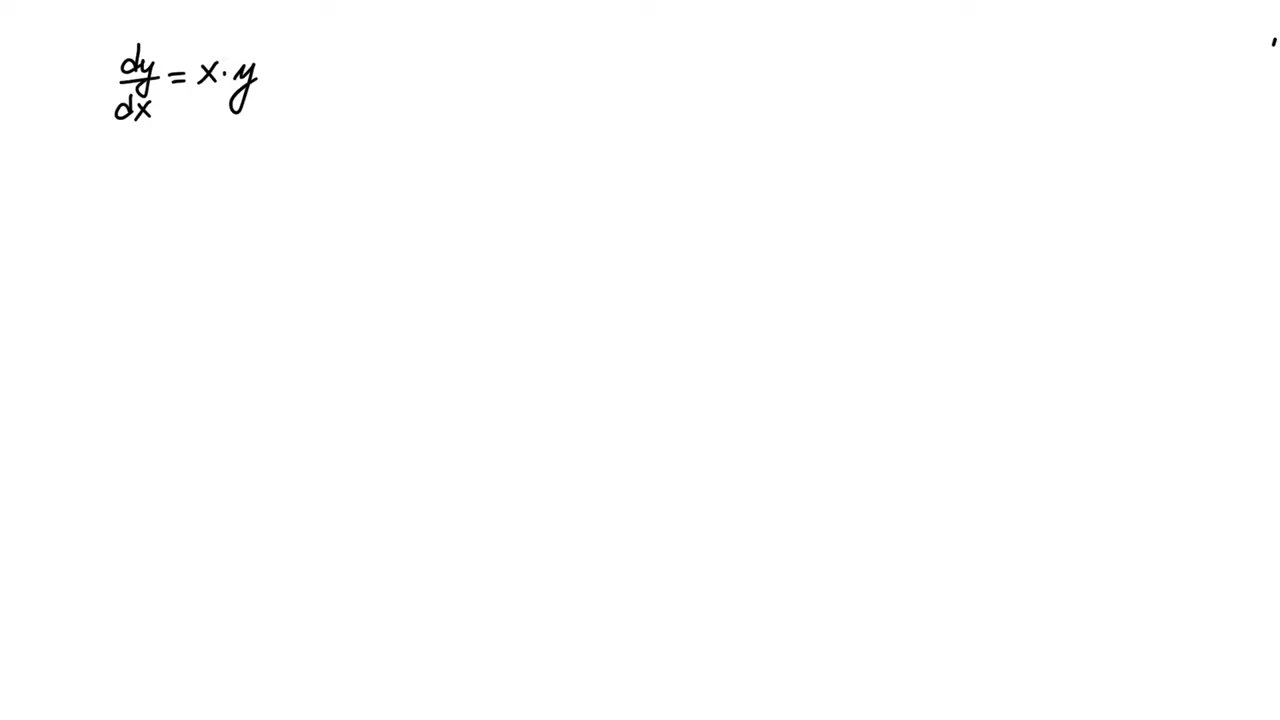 dy/dx = x · y